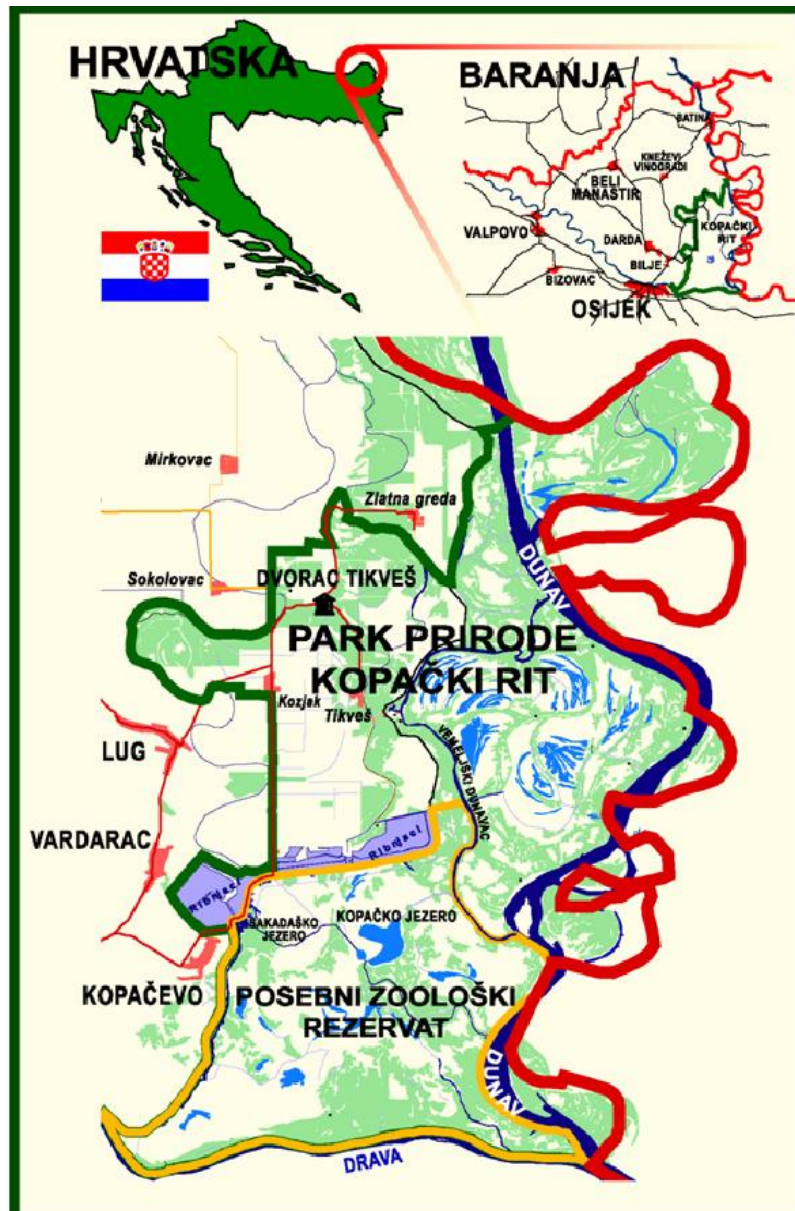 HRVATSKA
BARANJA
BATINA
KNEŽEVI
VINOGRADI
BELI
MANASTIR
KOPAČKI
RIT
VALPOVO
DARDA
BILJE
BIZOVAC
OSIJEK
Mirkovac
Zlatna greda
DUNAV
Sokolovac
DVORAC TIKVEŠ
PARK PRIRODE
KOPAČKI RIT
Kozjak
Tikveš
LUG
VEMELJSKI DUNAVAC
VARDARAC
Ribnjaci
Ribnjaci
SAKADAŠKO
JEZERO
KOPAČKO JEZERO
KOPAČEVO
POSEBNI ZOOLOŠKI
REZERVAT
DUNAV
DRAVA